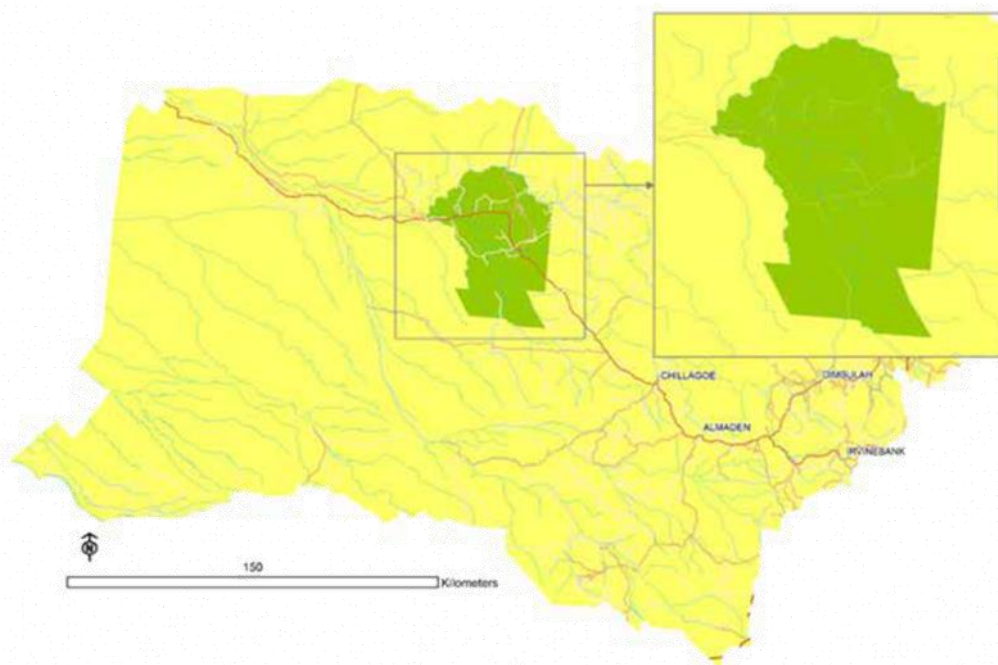 CHILLAGOE
DIMBULAH
ALMADEN
IRVINEBANK
N
150
Kilometers